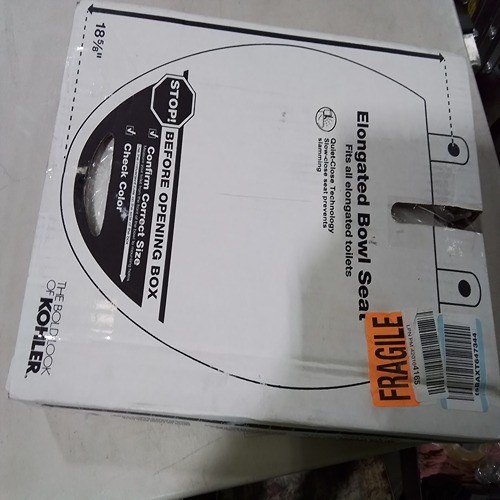 18 5/8"
Elongated Bowl Seat
Fits all elongated toilets
Quiet-Close Technology
Slow-close seat prevents
slamming
STOP! BEFORE OPENING BOX
Confirm Correct Size
Check Color
THE BOLD LOOK
OF KOHLER
FRAGILE